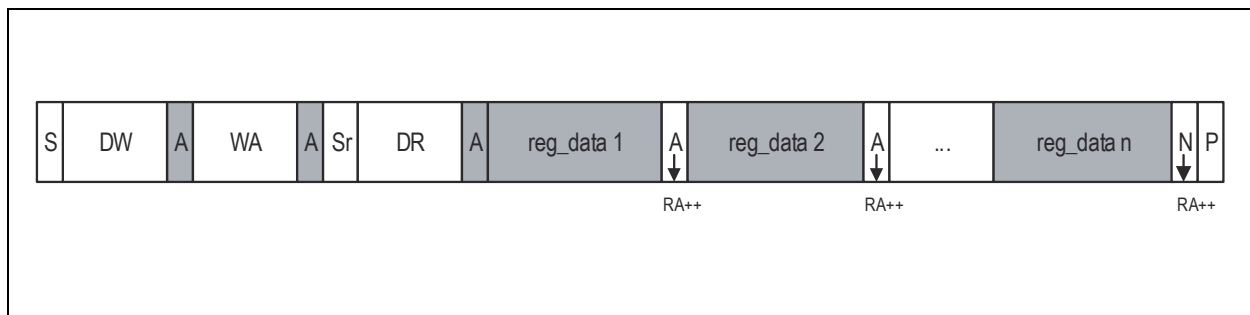 S DW A WA A Sr DR A reg_data 1 A reg_data 2 A ... reg_data n N P
RA++ RA++ RA++